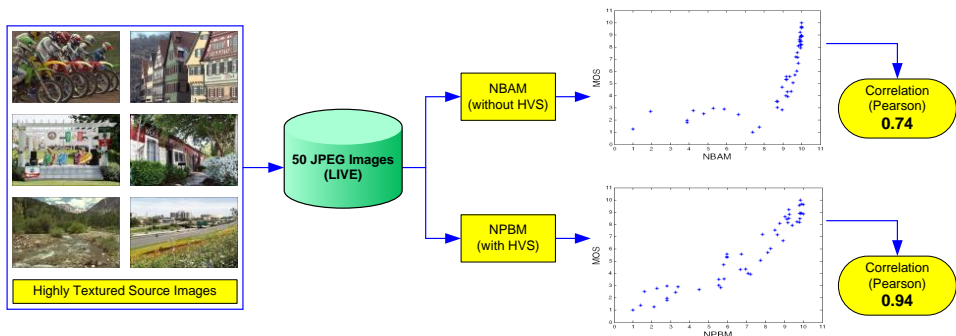 Highly Textured Source Images
50 JPEG Images
(LIVE)
NBAM
(without HVS)
NPBM
(with HVS)
MOS
11
10
9
8
7
6
5
4
3
2
1
0
0 1 2 3 4 5 6 7 8 9 10 11
NBAM
Correlation
(Pearson)
0.74
MOS
11
10
9
8
7
6
5
4
3
2
1
0
0 1 2 3 4 5 6 7 8 9 10 11
NPBM
Correlation
(Pearson)
0.94